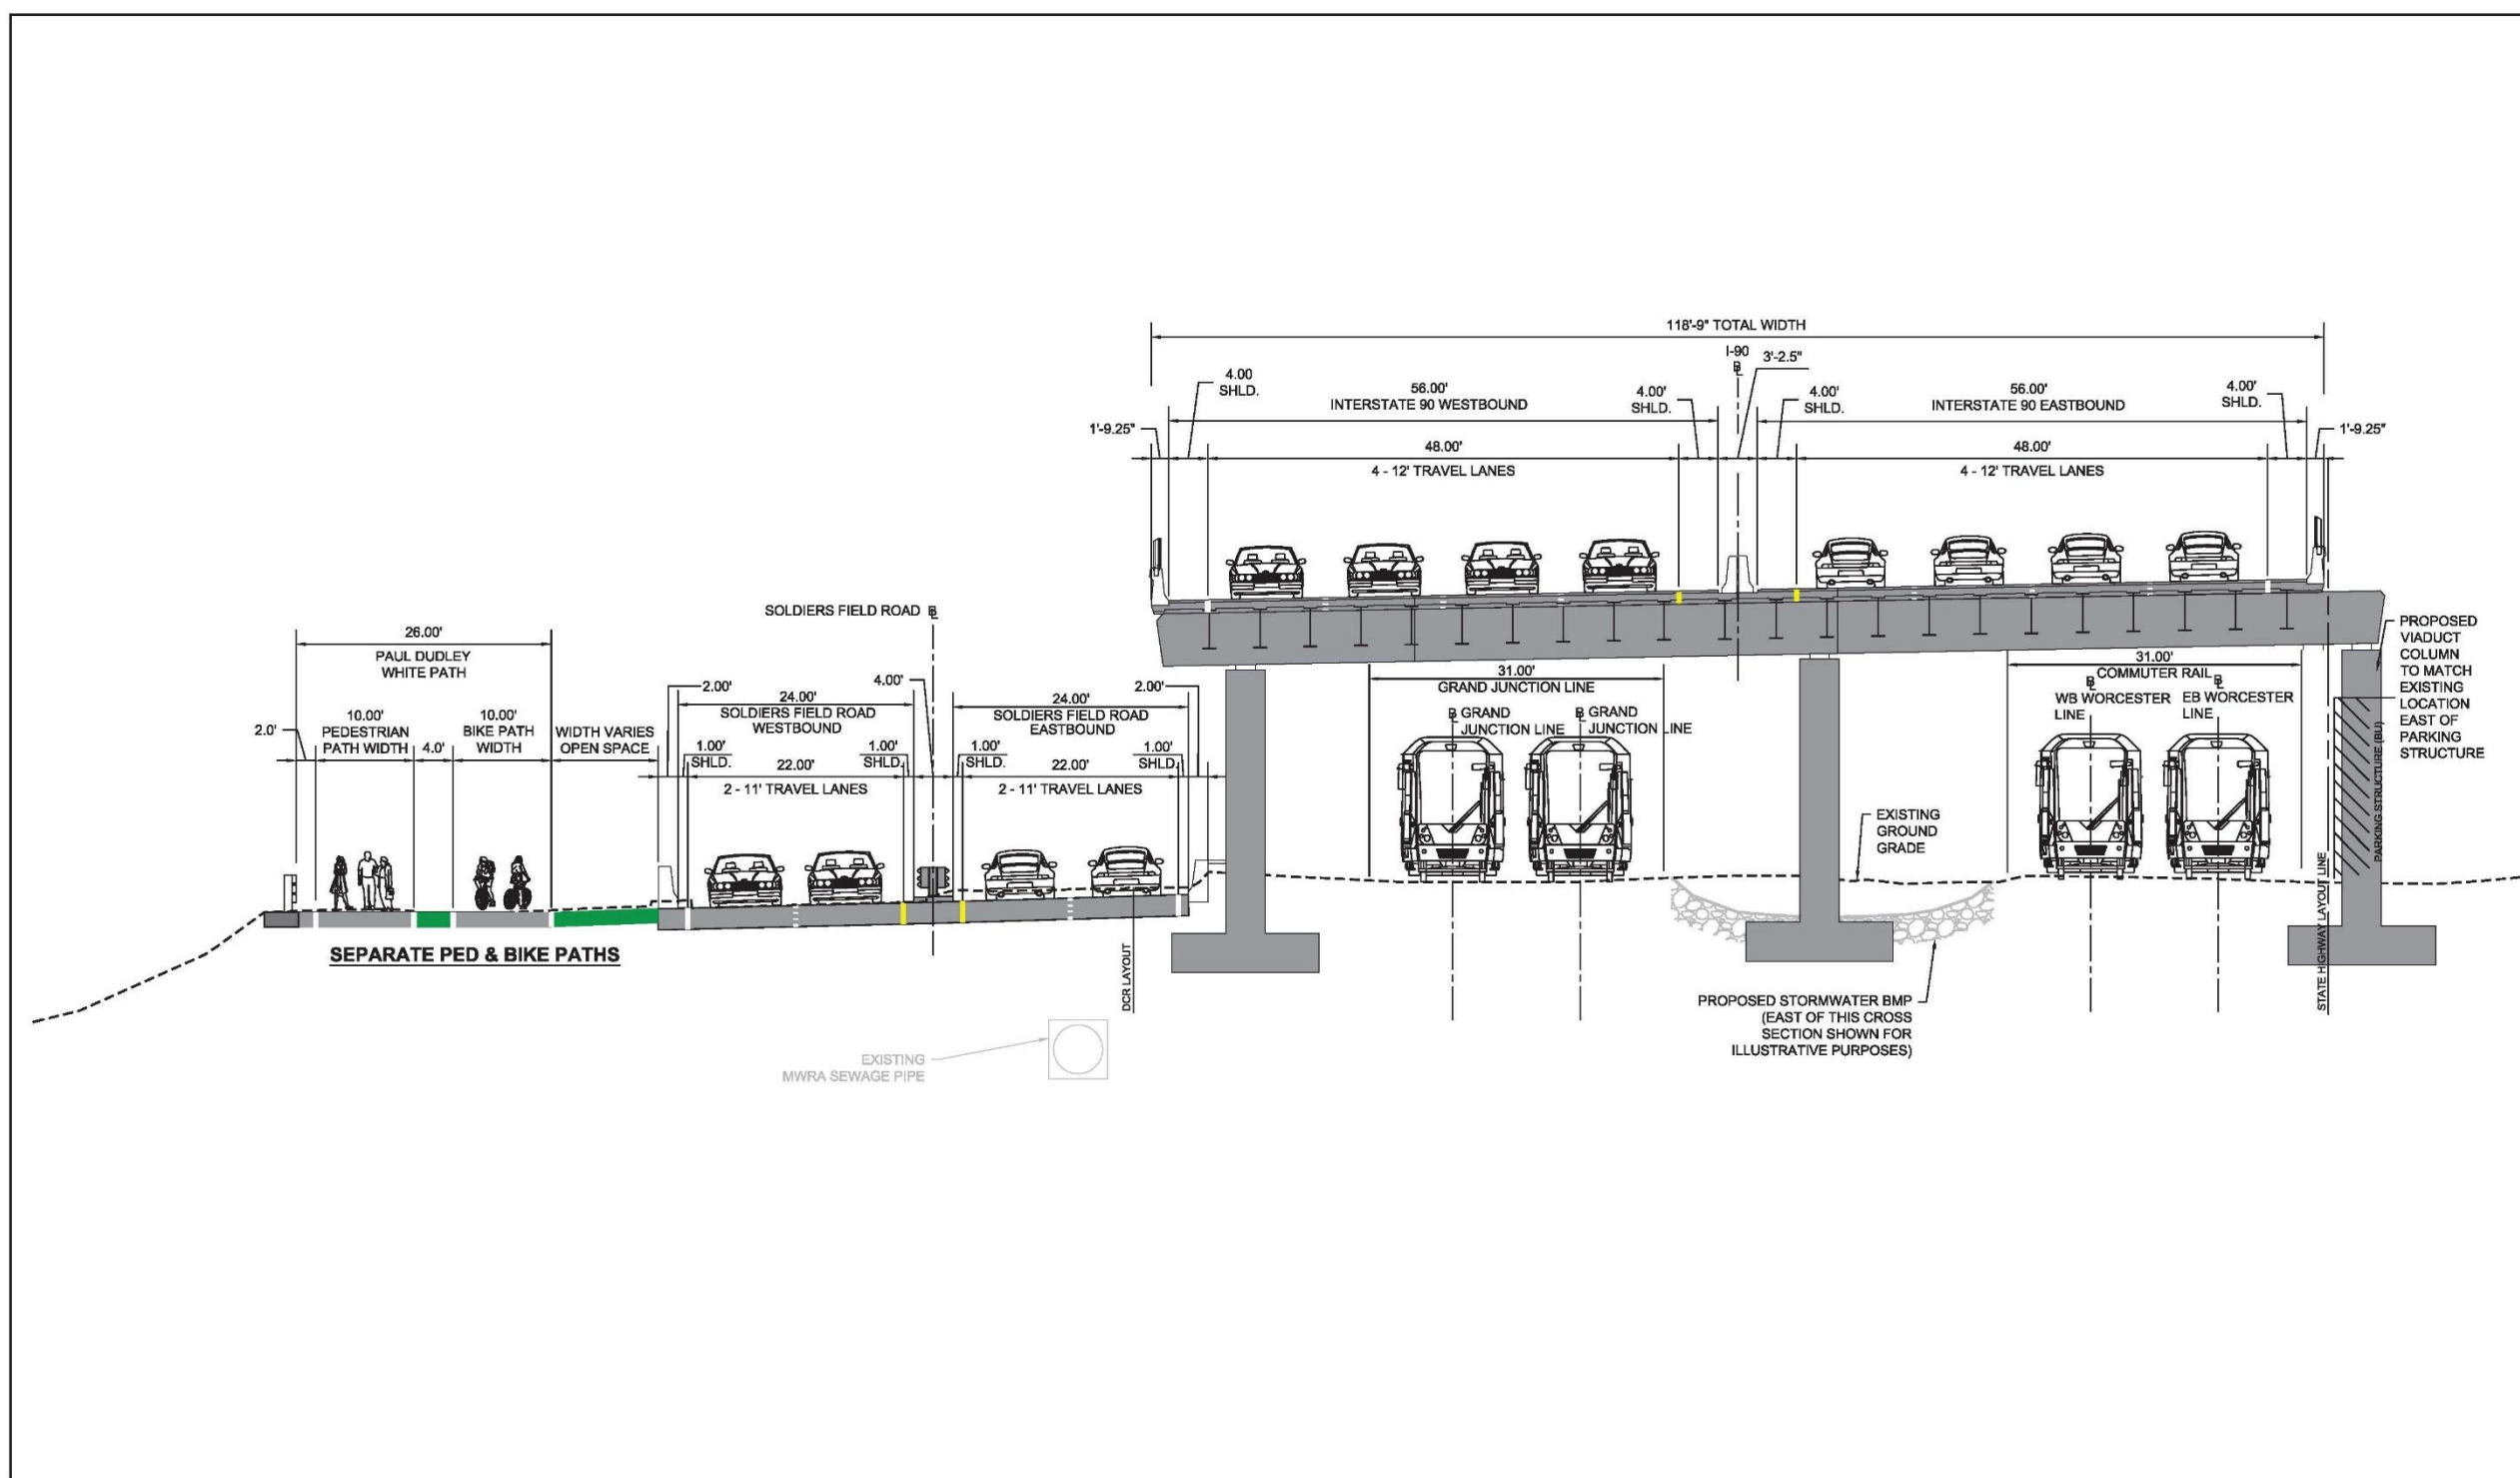 118'-9" TOTAL WIDTH
I-90
℄
3'-2.5"
4.00
SHLD.
56.00'
INTERSTATE 90 WESTBOUND
4.00'
SHLD.
4.00'
SHLD.
56.00'
INTERSTATE 90 EASTBOUND
4.00'
SHLD.
1'-9.25"
1'-9.25"
48.00'
4 - 12' TRAVEL LANES
48.00'
4 - 12' TRAVEL LANES
SOLDIERS FIELD ROAD ℄
26.00'
PAUL DUDLEY
WHITE PATH
2.0'
10.00'
PEDESTRIAN
PATH WIDTH
4.0'
10.00'
BIKE PATH
WIDTH
WIDTH VARIES
OPEN SPACE
2.00'
24.00'
SOLDIERS FIELD ROAD
WESTBOUND
4.00'
24.00'
SOLDIERS FIELD ROAD
EASTBOUND
2.00'
1.00'
SHLD.
22.00'
2 - 11' TRAVEL LANES
1.00'
SHLD.
1.00'
SHLD.
22.00'
2 - 11' TRAVEL LANES
1.00'
SHLD.
31.00'
GRAND JUNCTION LINE
℄ GRAND
JUNCTION LINE
℄ GRAND
JUNCTION LINE
31.00'
COMMUTER RAIL
℄
WB WORCESTER
LINE
℄
EB WORCESTER
LINE
PROPOSED
VIADUCT
COLUMN
TO MATCH
EXISTING
LOCATION
EAST OF
PARKING
STRUCTURE
PARKING STRUCTURE (BU)
STATE HIGHWAY LAYOUT LINE
EXISTING
GROUND
GRADE
SEPARATE PED & BIKE PATHS
DCR LAYOUT
PROPOSED STORMWATER BMP
(EAST OF THIS CROSS
SECTION SHOWN FOR
ILLUSTRATIVE PURPOSES)
EXISTING
MWRA SEWAGE PIPE